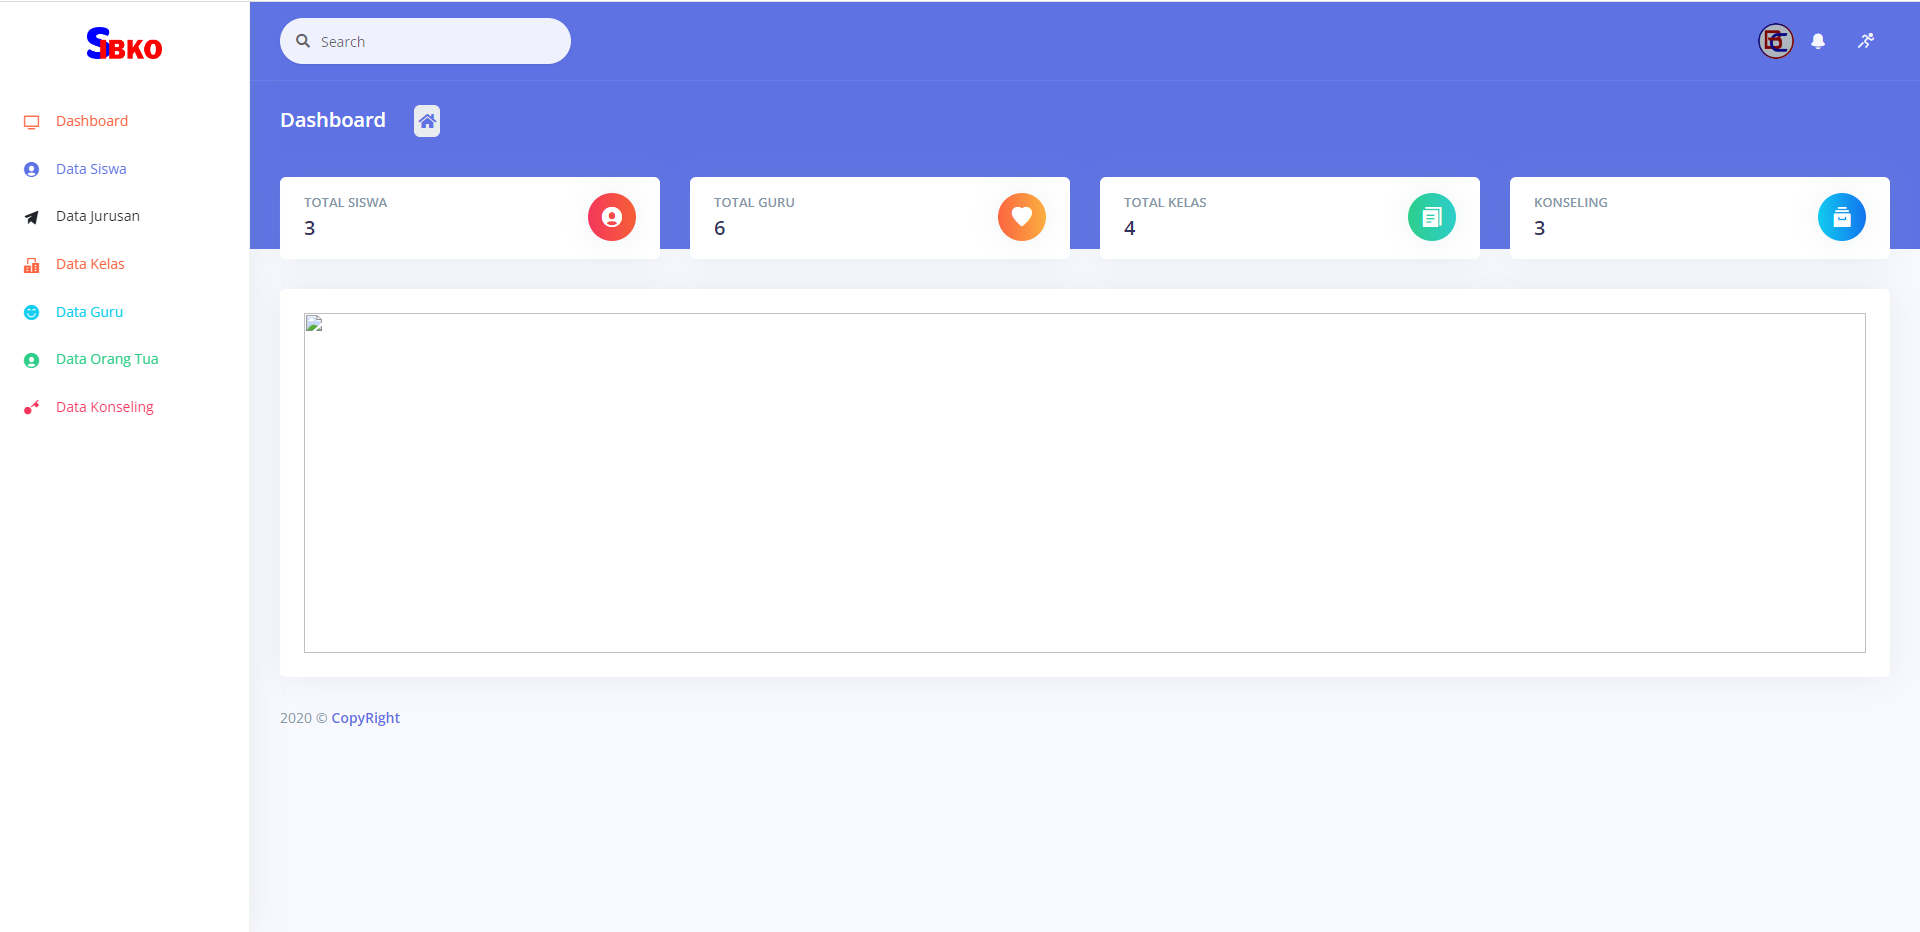 SIBKO
Search
Dashboard
Dashboard
Data Siswa
Data Jurusan
Data Kelas
Data Guru
Data Orang Tua
Data Konseling
TOTAL SISWA
3
TOTAL GURU
6
TOTAL KELAS
4
KONSELING
3
2020 © CopyRight